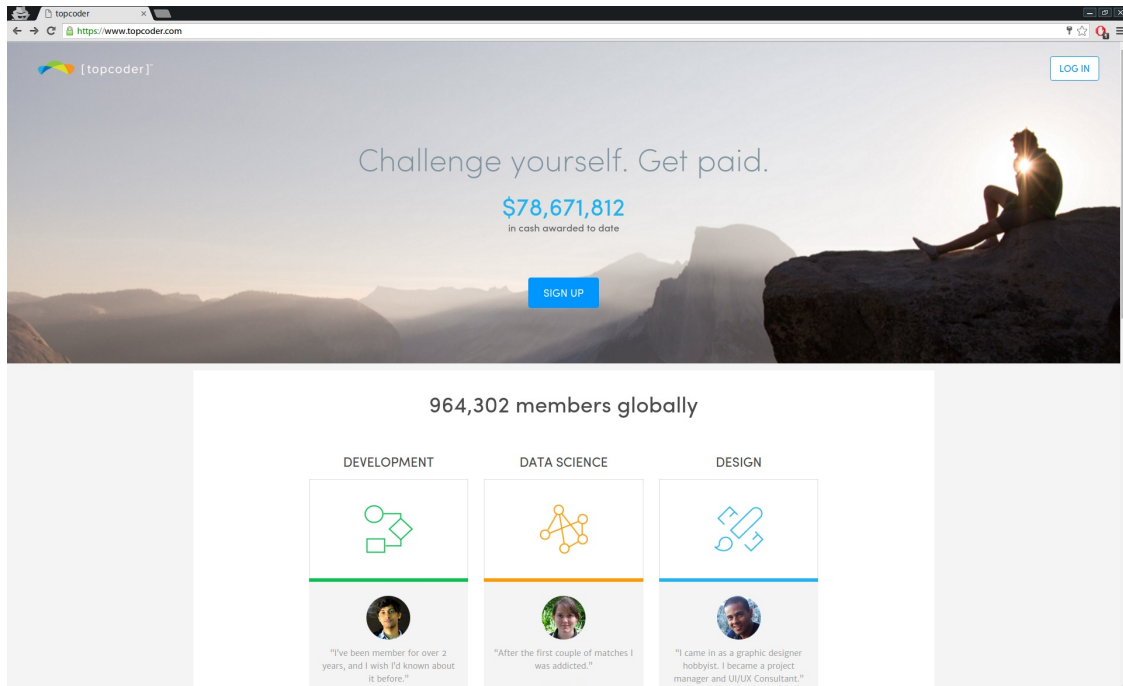 topcoder
https://www.topcoder.com
[topcoder]
LOG IN
Challenge yourself. Get paid.
$78,671,812
in cash awarded to date
SIGN UP
964,302 members globally
DEVELOPMENT
DATA SCIENCE
DESIGN
"I've been member for over 2
years, and I wish I'd known about
it before."
"After the first couple of matches I
was addicted."
"I came in as a graphic designer
hobbyist. I became a project
manager and UI/UX Consultant."